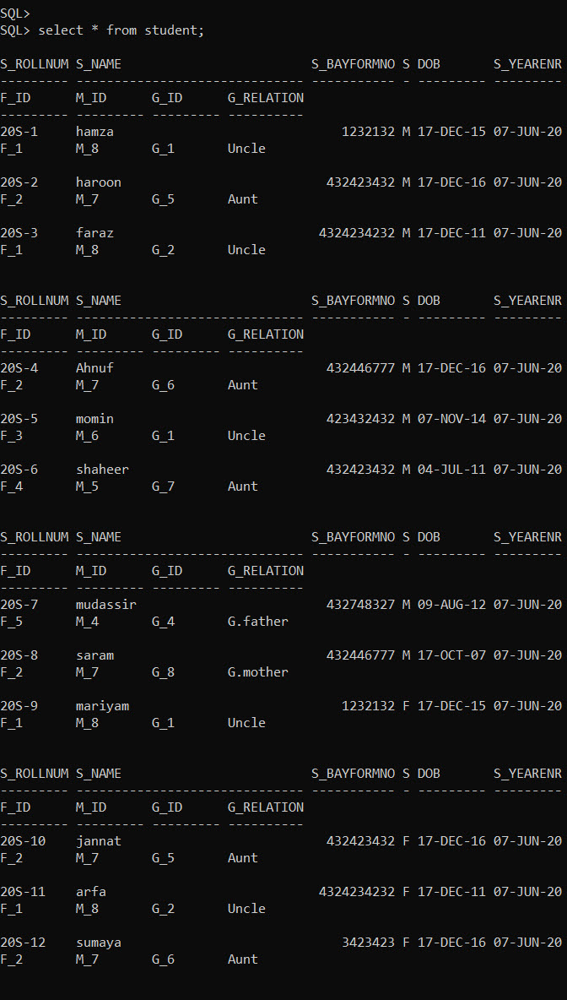 SQL>
SQL> select * from student;
S_ROLLNUM S_NAME                         S_BAYFORMNO S DOB       S_YEARENR
--------- ------------------------------ ----------- - --------- ---------
F_ID      M_ID      G_ID      G_RELATION
--------- --------- --------- ----------
20S-1     hamza                              1232132 M 17-DEC-15 07-JUN-20
F_1       M_8       G_1       Uncle
20S-2     haroon                           432423432 M 17-DEC-16 07-JUN-20
F_2       M_7       G_5       Aunt
20S-3     faraz                           4324234232 M 17-DEC-11 07-JUN-20
F_1       M_8       G_2       Uncle
S_ROLLNUM S_NAME                         S_BAYFORMNO S DOB       S_YEARENR
--------- ------------------------------ ----------- - --------- ---------
F_ID      M_ID      G_ID      G_RELATION
--------- --------- --------- ----------
20S-4     Ahnuf                            432446777 M 17-DEC-16 07-JUN-20
F_2       M_7       G_6       Aunt
20S-5     momin                            423432432 M 07-NOV-14 07-JUN-20
F_3       M_6       G_1       Uncle
20S-6     shaheer                          432423432 M 04-JUL-11 07-JUN-20
F_4       M_5       G_7       Aunt
S_ROLLNUM S_NAME                         S_BAYFORMNO S DOB       S_YEARENR
--------- ------------------------------ ----------- - --------- ---------
F_ID      M_ID      G_ID      G_RELATION
--------- --------- --------- ----------
20S-7     mudassir                         432748327 M 09-AUG-12 07-JUN-20
F_5       M_4       G_4       G.father
20S-8     saram                            432446777 M 17-OCT-07 07-JUN-20
F_2       M_7       G_8       G.mother
20S-9     mariyam                            1232132 F 17-DEC-15 07-JUN-20
F_1       M_8       G_1       Uncle
S_ROLLNUM S_NAME                         S_BAYFORMNO S DOB       S_YEARENR
--------- ------------------------------ ----------- - --------- ---------
F_ID      M_ID      G_ID      G_RELATION
--------- --------- --------- ----------
20S-10    jannat                           432423432 F 17-DEC-16 07-JUN-20
F_2       M_7       G_5       Aunt
20S-11    arfa                            4324234232 F 17-DEC-11 07-JUN-20
F_1       M_8       G_2       Uncle
20S-12    sumaya                             3423423 F 17-DEC-16 07-JUN-20
F_2       M_7       G_6       Aunt